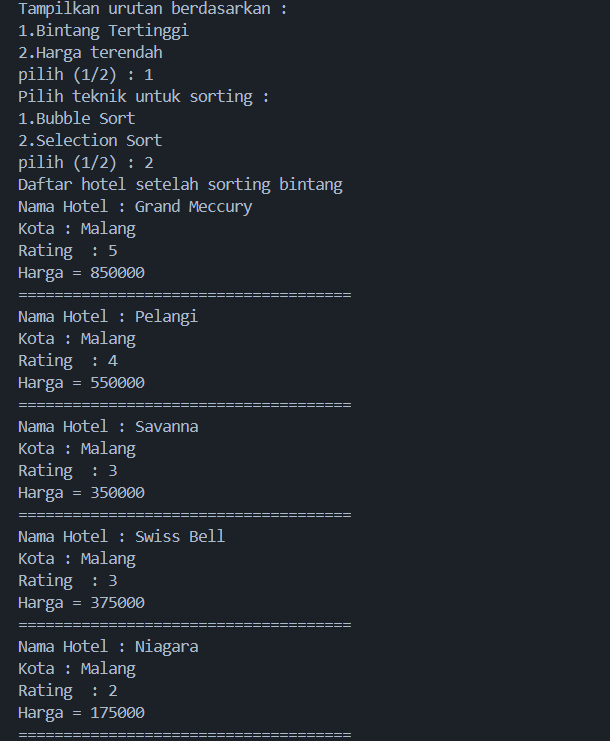 Tampilkan urutan berdasarkan :
1.Bintang Tertinggi
2.Harga terendah
pilih (1/2) : 1
Pilih teknik untuk sorting :
1.Bubble Sort
2.Selection Sort
pilih (1/2) : 2
Daftar hotel setelah sorting bintang
Nama Hotel : Grand Meccury
Kota : Malang
Rating  : 5
Harga = 850000
=====================================
Nama Hotel : Pelangi
Kota : Malang
Rating  : 4
Harga = 550000
=====================================
Nama Hotel : Savanna
Kota : Malang
Rating  : 3
Harga = 350000
=====================================
Nama Hotel : Swiss Bell
Kota : Malang
Rating  : 3
Harga = 375000
=====================================
Nama Hotel : Niagara
Kota : Malang
Rating  : 2
Harga = 175000
=====================================